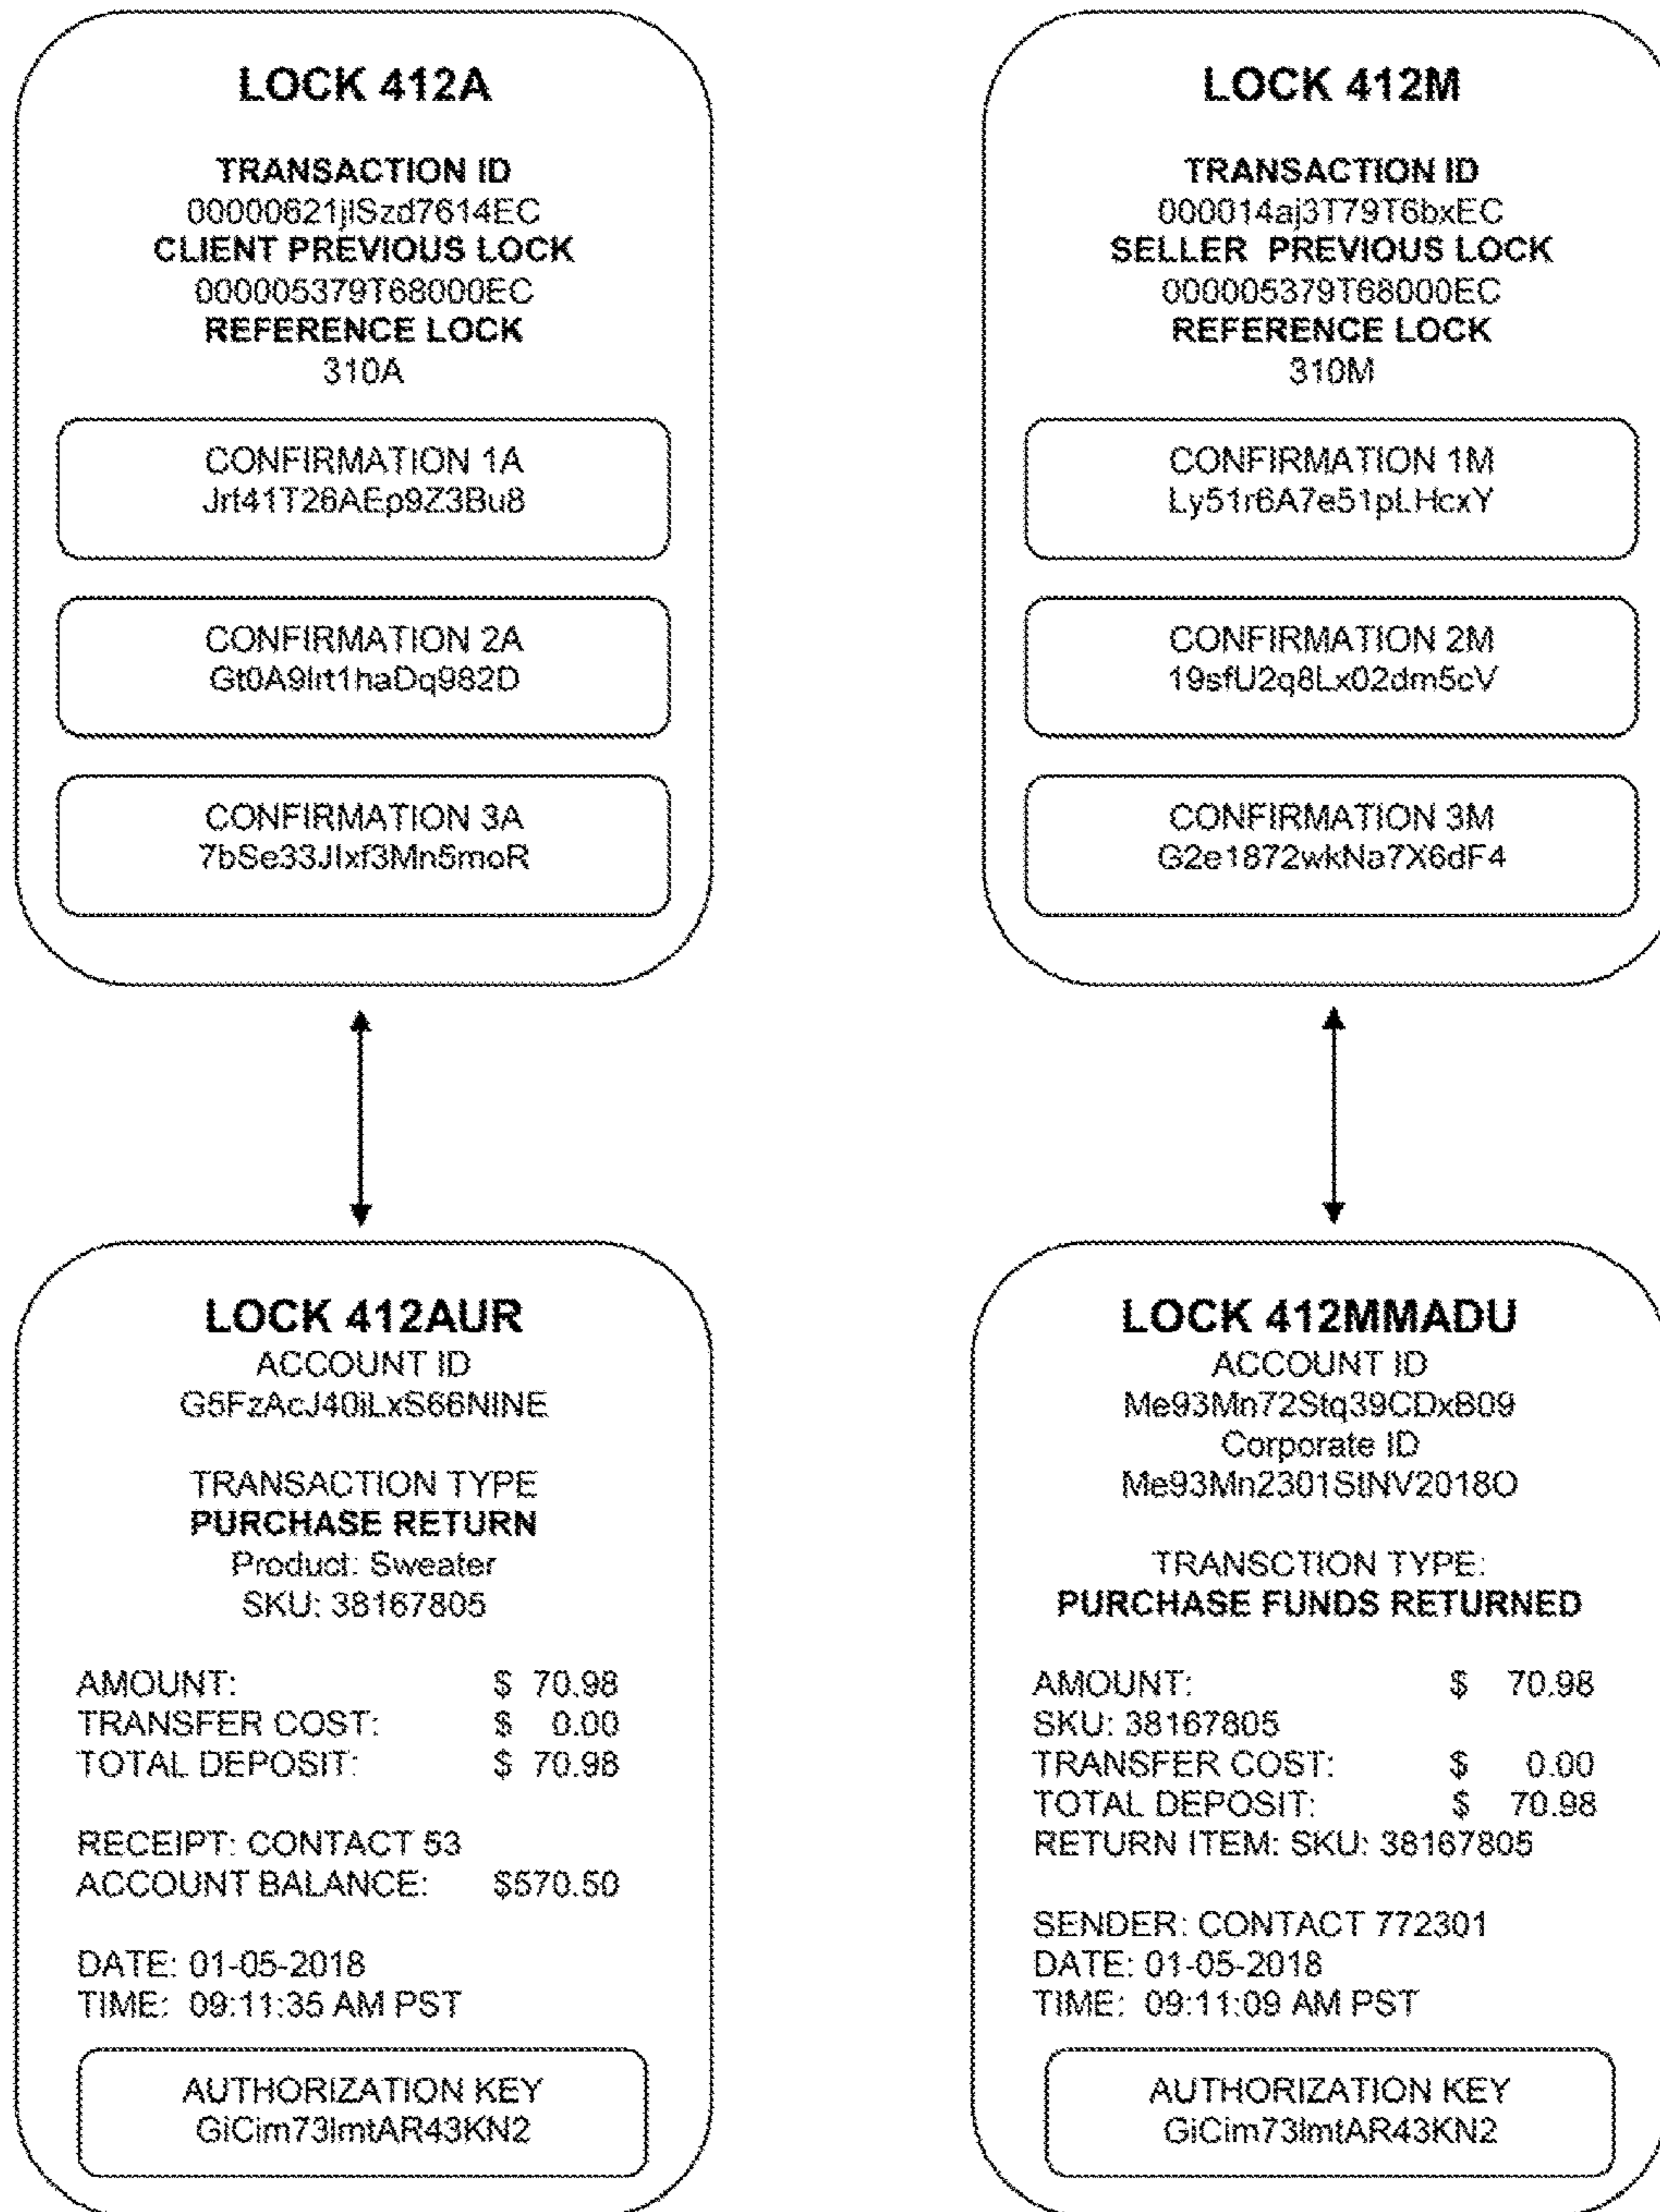 LOCK 412A
TRANSACTION ID
00000621jISzd7614EC
CLIENT PREVIOUS LOCK
000005379T68000EC
REFERENCE LOCK
310A
CONFIRMATION 1A
Jrf41T26AEp9Z3Bu8
CONFIRMATION 2A
Gt0A9Irt1haDq982D
CONFIRMATION 3A
7bSe33JIxf3Mn5moR
LOCK 412AUR
ACCOUNT ID
G5FzAcJ40iLxS66NINE
TRANSACTION TYPE
PURCHASE RETURN
Product: Sweater
SKU: 38167805
AMOUNT: $ 70.98
TRANSFER COST: $ 0.00
TOTAL DEPOSIT: $ 70.98
RECEIPT: CONTACT 53
ACCOUNT BALANCE: $570.50
DATE: 01-05-2018
TIME: 09:11:35 AM PST
AUTHORIZATION KEY
GiCim73ImtAR43KN2
LOCK 412M
TRANSACTION ID
000014aj3T79T6bxEC
SELLER PREVIOUS LOCK
000005379T68000EC
REFERENCE LOCK
310M
CONFIRMATION 1M
Ly51r6A7e51pLHcxY
CONFIRMATION 2M
19sfU2q8Lx02dm5cV
CONFIRMATION 3M
G2e1872wkNa7X6dF4
LOCK 412MMADU
ACCOUNT ID
Me93Mn72Stq39CDxB09
Corporate ID
Me93Mn2301StNV2018O
TRANSCTION TYPE:
PURCHASE FUNDS RETURNED
AMOUNT: $ 70.98
SKU: 38167805
TRANSFER COST: $ 0.00
TOTAL DEPOSIT: $ 70.98
RETURN ITEM: SKU: 38167805
SENDER: CONTACT 772301
DATE: 01-05-2018
TIME: 09:11:09 AM PST
AUTHORIZATION KEY
GiCim73ImtAR43KN2